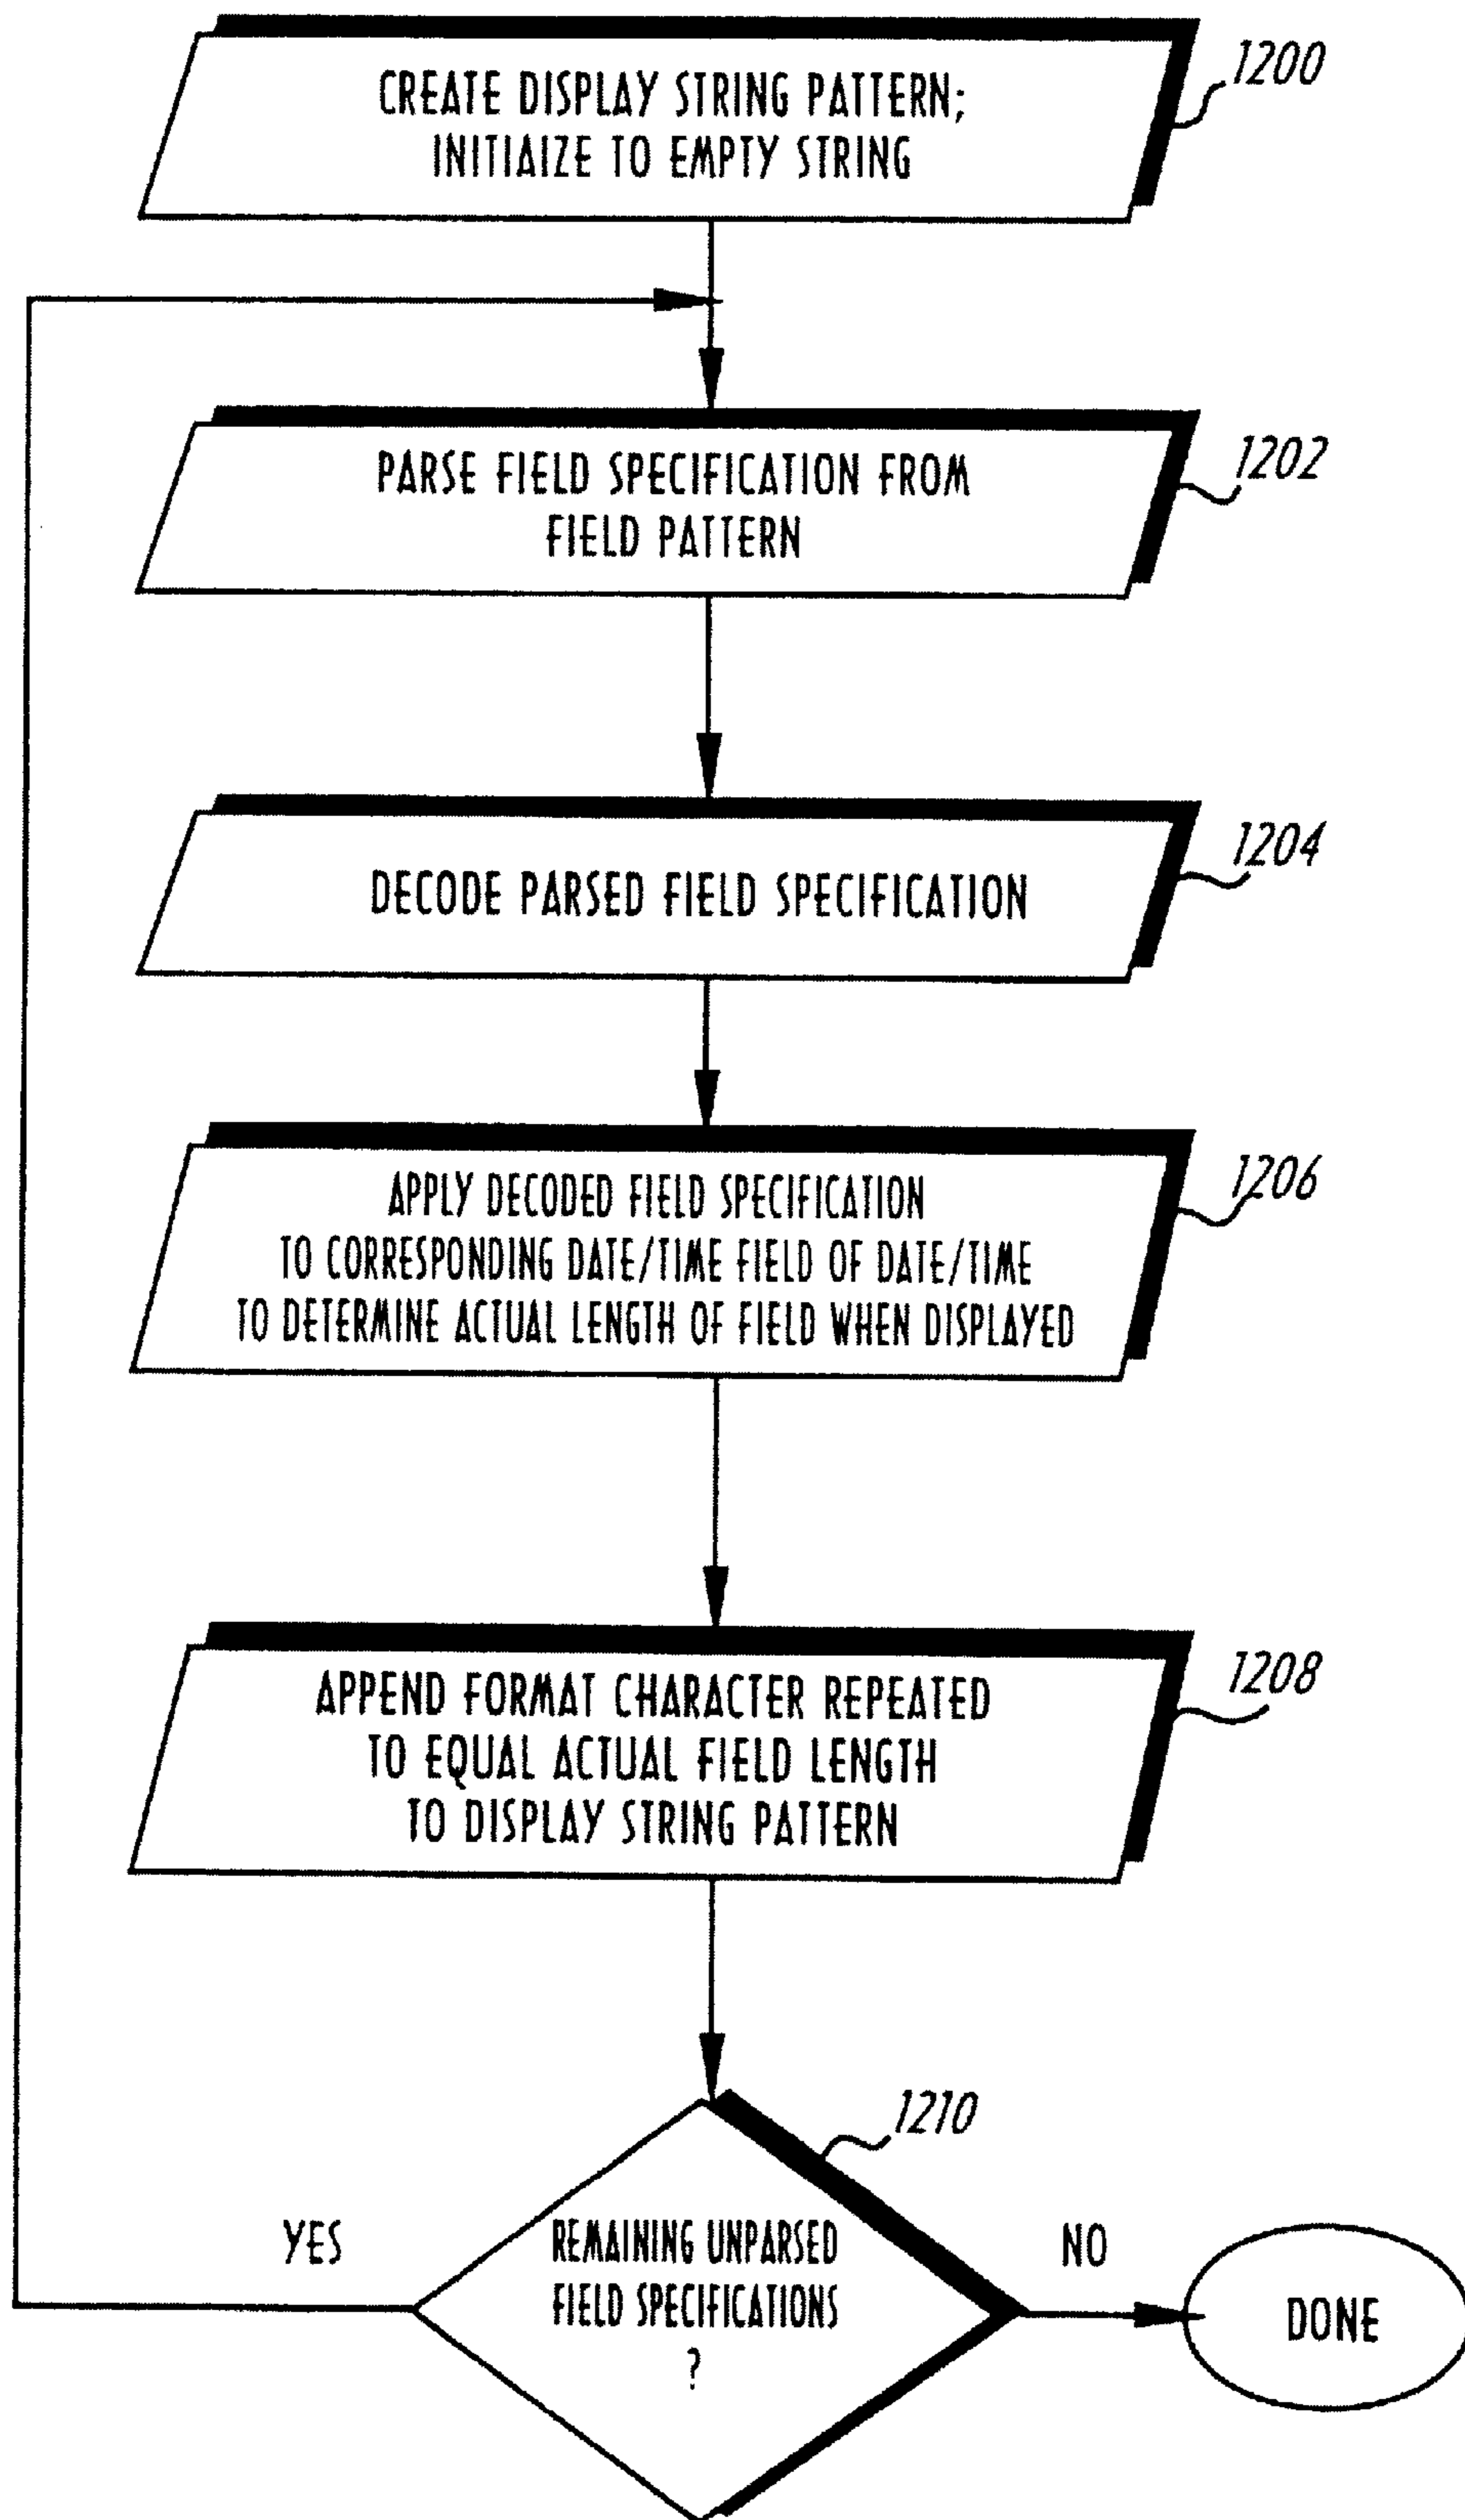 CREATE DISPLAY STRING PATTERN;
INITIAIZE TO EMPTY STRING
1200
PARSE FIELD SPECIFICATION FROM
FIELD PATTERN
1202
DECODE PARSED FIELD SPECIFICATION
1204
APPLY DECODED FIELD SPECIFICATION
TO CORRESPONDING DATE/TIME FIELD OF DATE/TIME
TO DETERMINE ACTUAL LENGTH OF FIELD WHEN DISPLAYED
1206
APPEND FORMAT CHARACTER REPEATED
TO EQUAL ACTUAL FIELD LENGTH
TO DISPLAY STRING PATTERN
1208
1210
YES
REMAINING UNPARSED
FIELD SPECIFICATIONS
?
NO
DONE